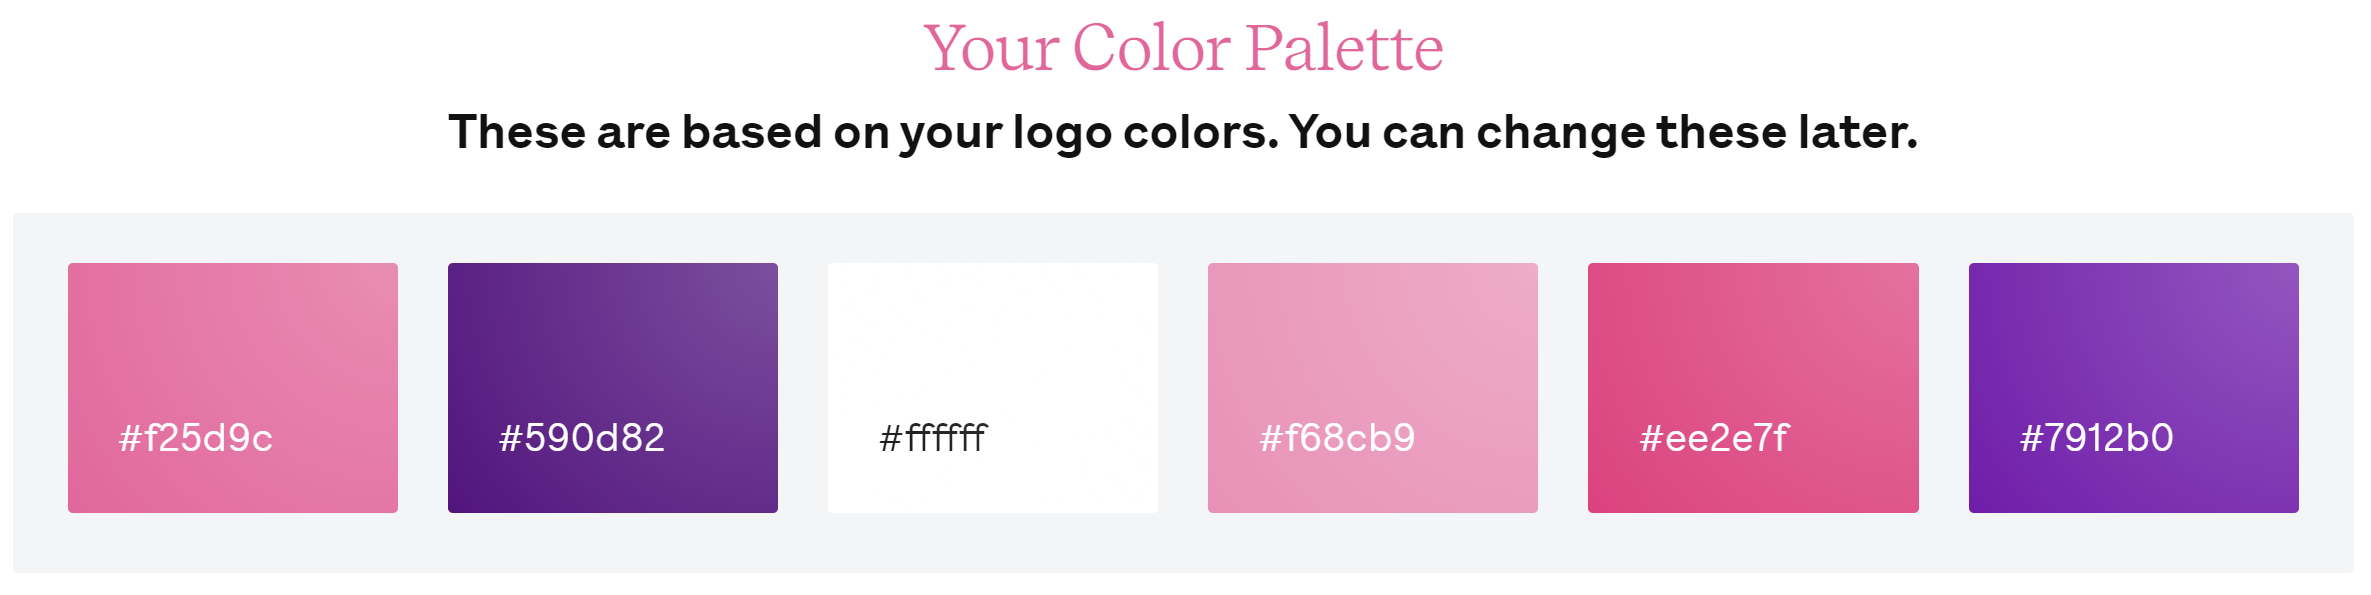 Your Color Palette
These are based on your logo colors. You can change these later.
#f25d9c
#590d82
#ffffff
#f68cb9
#ee2e7f
#7912b0